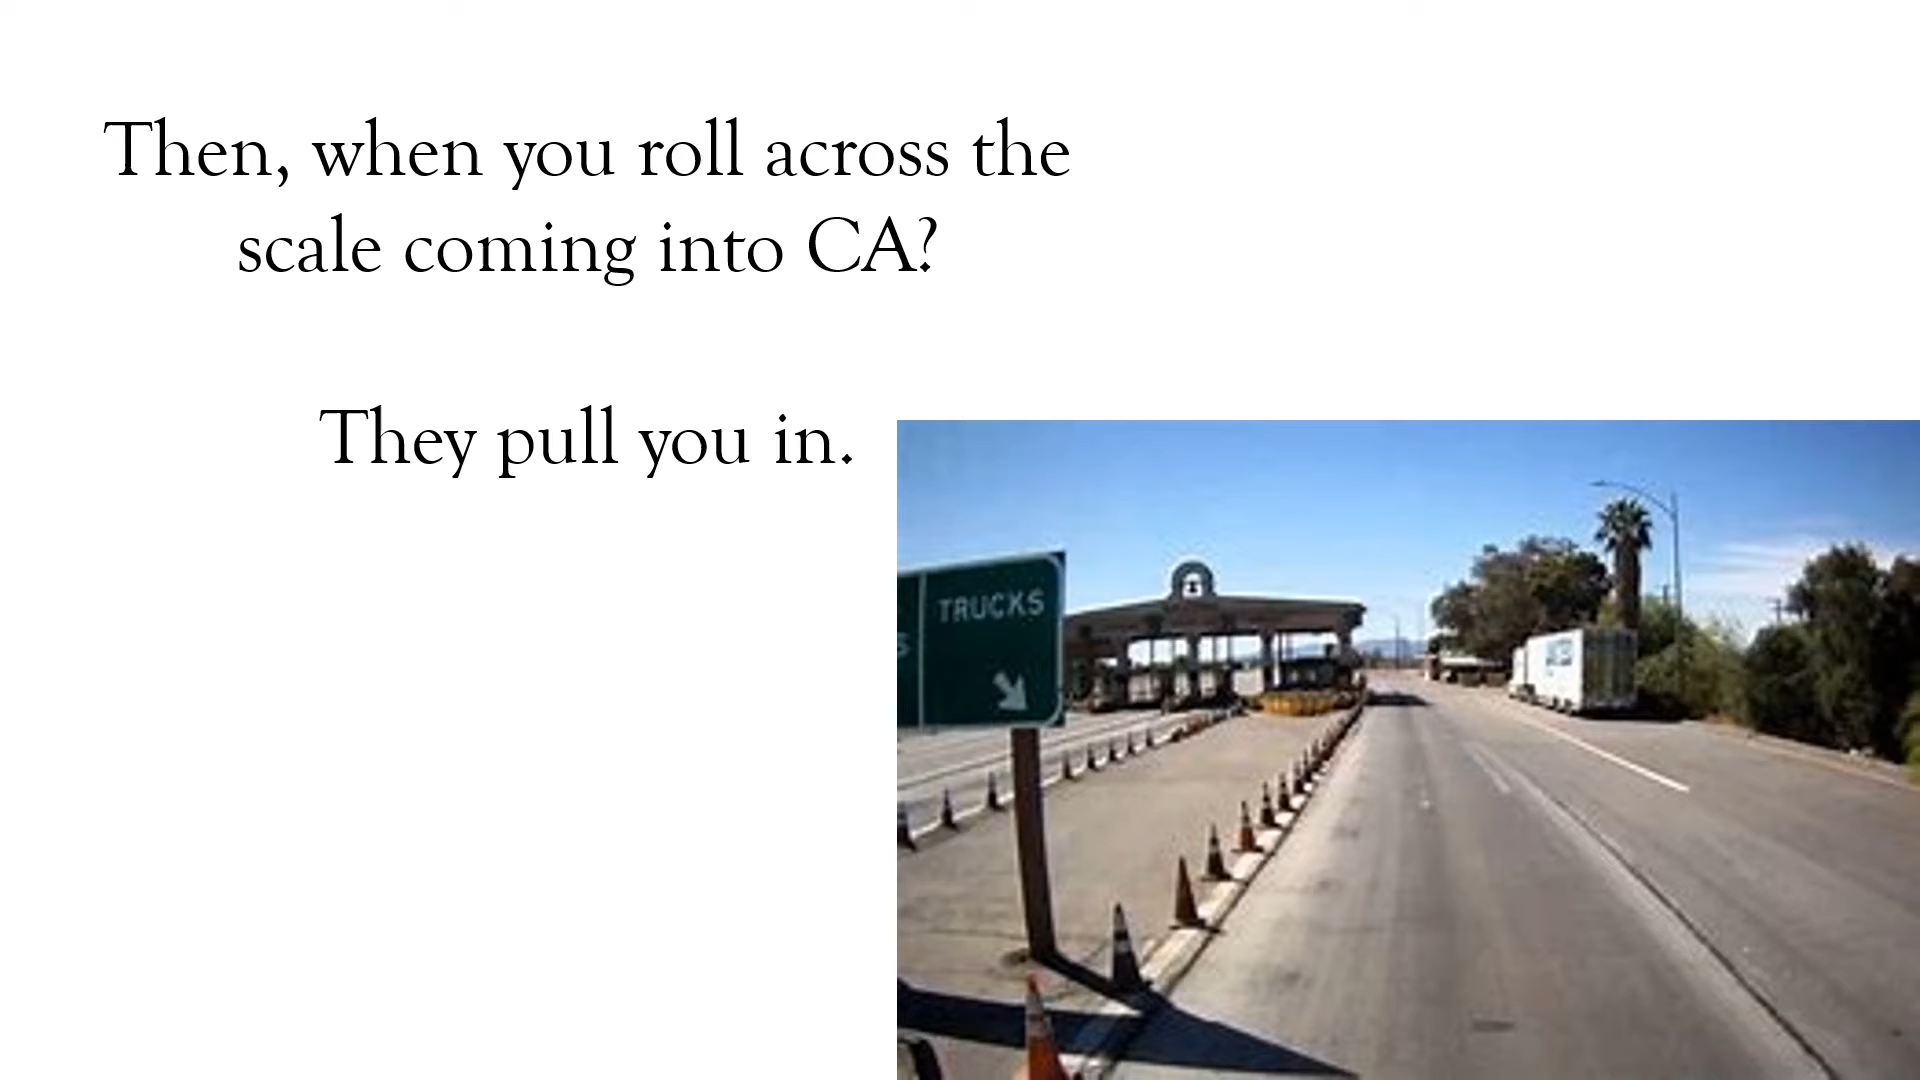 Then, when you roll across the
scale coming into CA?
They pull you in.
TRUCKS
S